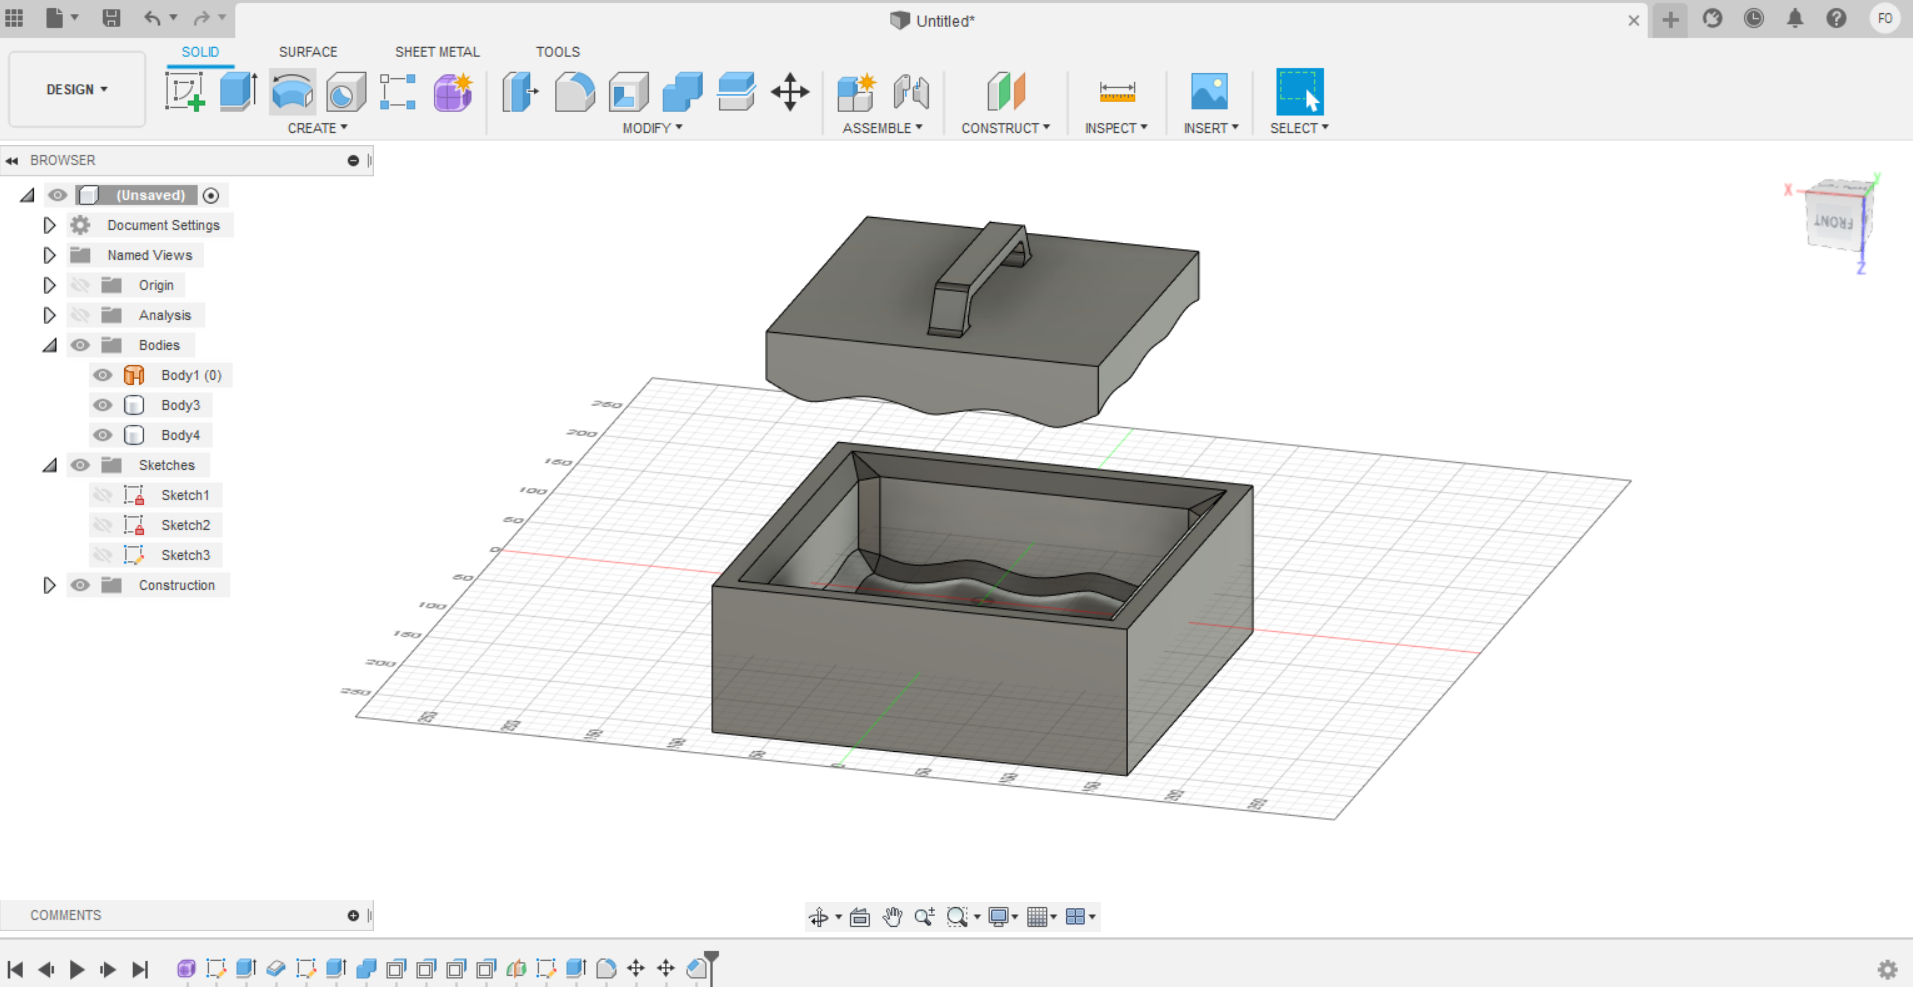 Untitled*
FO
SOLID
SURFACE
SHEET METAL
TOOLS
DESIGN
CREATE
MODIFY
ASSEMBLE
CONSTRUCT
INSPECT
INSERT
SELECT
BROWSER
(Unsaved)
Document Settings
Named Views
Origin
Analysis
Bodies
Body1 (0)
Body3
Body4
Sketches
Sketch1
Sketch2
Sketch3
Construction
X
Y
FRONT
Z
250
200
150
100
50
0
50
100
150
200
250
COMMENTS